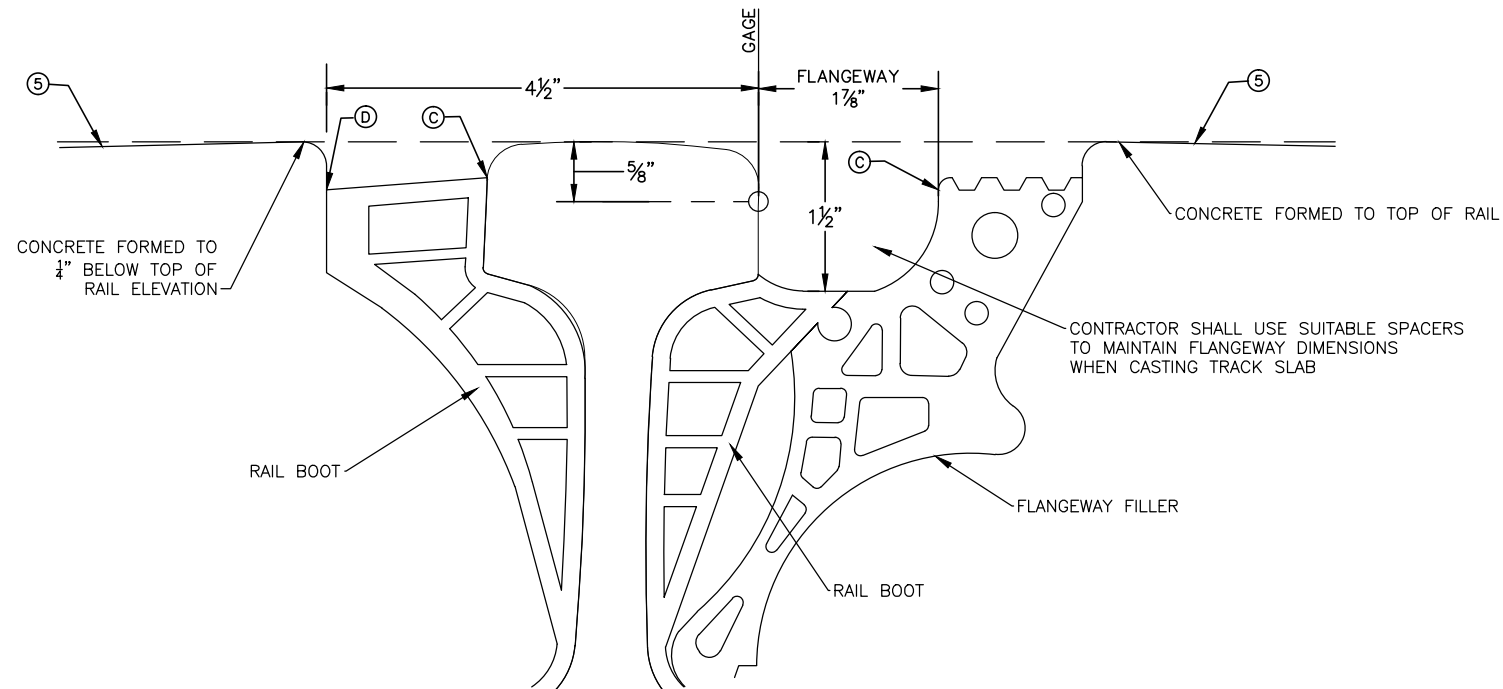 GAGE
FLANGEWAY
4½"
1⅞"
5
5
D
C
C
⅝"
1½"
CONCRETE FORMED TO
¼" BELOW TOP OF
RAIL ELEVATION
CONCRETE FORMED TO TOP OF RAIL
CONTRACTOR SHALL USE SUITABLE SPACERS
TO MAINTAIN FLANGEWAY DIMENSIONS
WHEN CASTING TRACK SLAB
RAIL BOOT
FLANGEWAY FILLER
RAIL BOOT